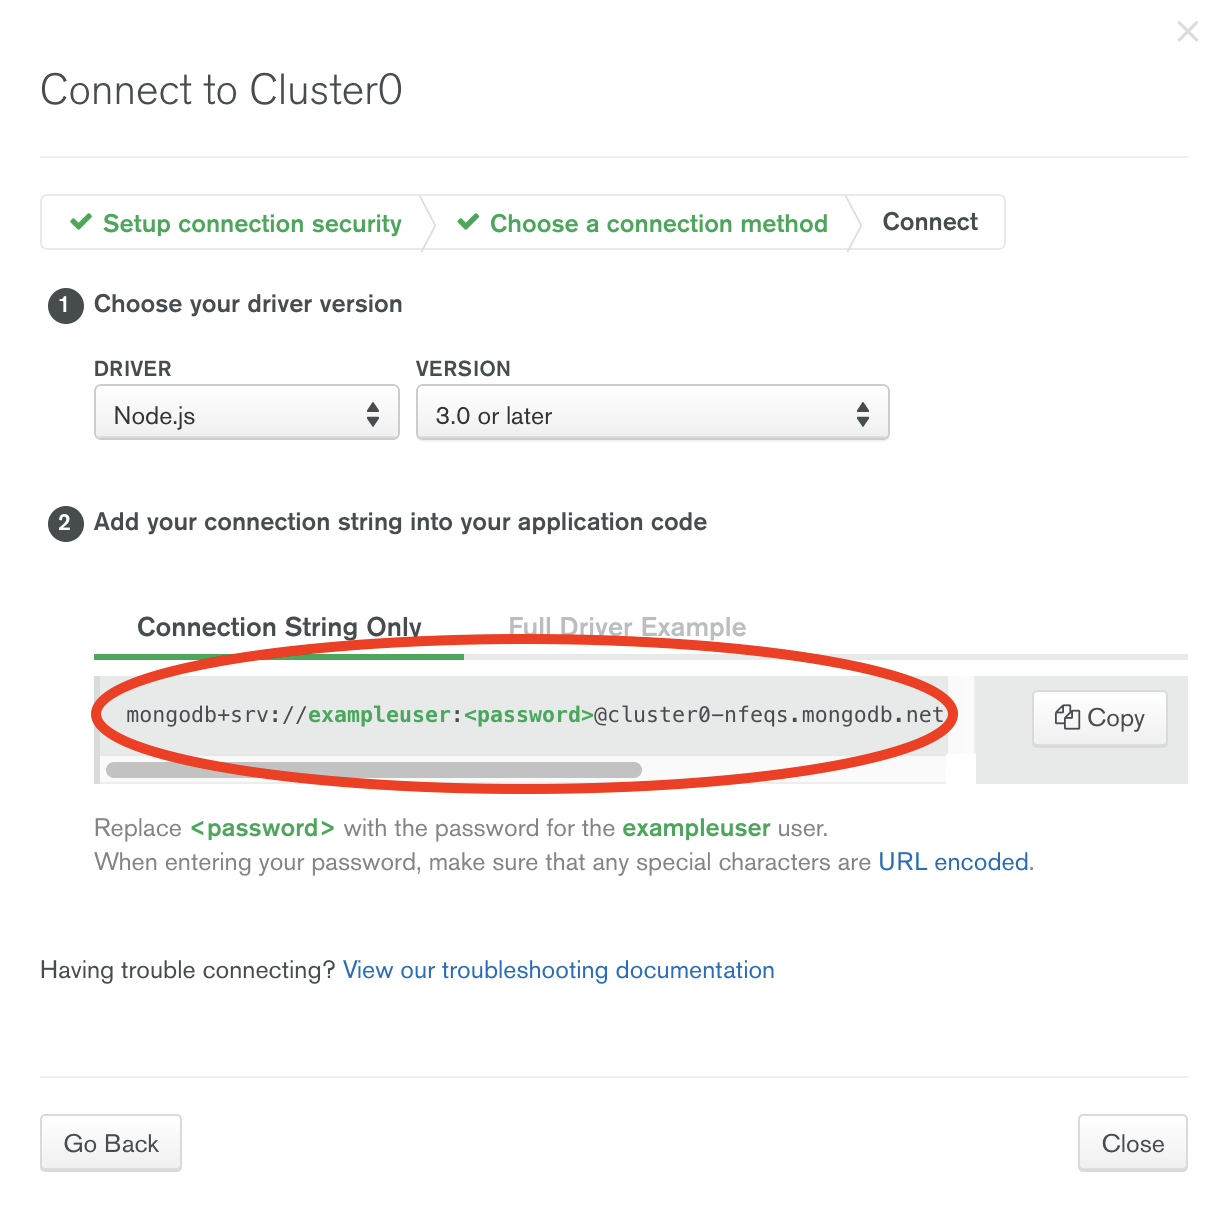 Connect to Cluster0
Setup connection security Choose a connection method Connect
1 Choose your driver version
DRIVER VERSION
Node.js 3.0 or later
2 Add your connection string into your application code
Connection String Only Full Driver Example
mongodb+srv://exampleuser:<password>@cluster0-nfeqs.mongodb.net
Copy
Replace <password> with the password for the exampleuser user.
When entering your password, make sure that any special characters are URL encoded.
Having trouble connecting? View our troubleshooting documentation
Go Back Close